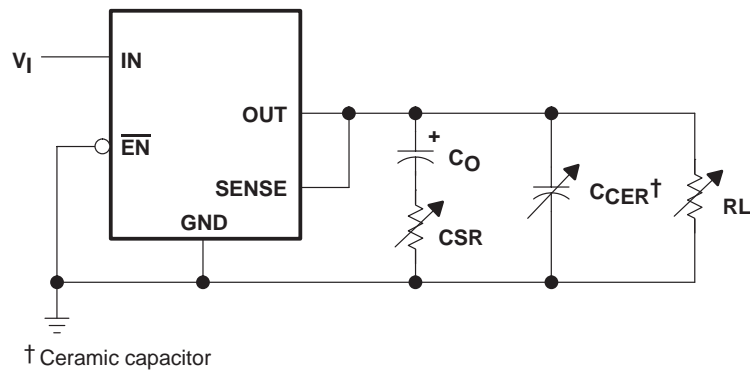 VI
IN
OUT
EN
+
CO
SENSE
CCER†
RL
GND
CSR
† Ceramic capacitor